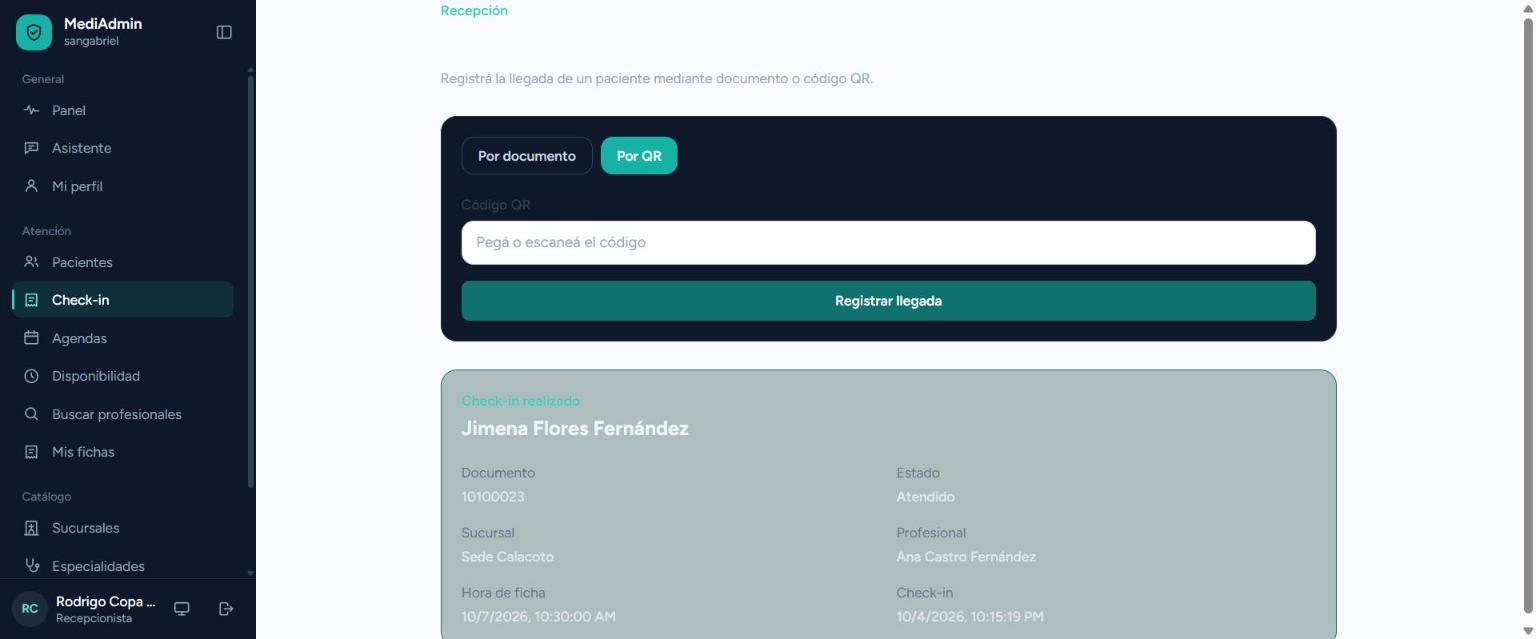 MediAdmin
sangabriel
General
Panel
Asistente
Mi perfil
Atención
Pacientes
Check-in
Agendas
Disponibilidad
Buscar profesionales
Mis fichas
Catálogo
Sucursales
Especialidades
RC
Rodrigo Copa ...
Recepcionista
Recepción
Registrá la llegada de un paciente mediante documento o código QR.
Por documento
Por QR
Código QR
Pegá o escaneá el código
Registrar llegada
Check-in realizado
Jimena Flores Fernández
Documento
10100023
Estado
Atendido
Sucursal
Sede Calacoto
Profesional
Ana Castro Fernández
Hora de ficha
10/7/2026, 10:30:00 AM
Check-in
10/4/2026, 10:15:19 PM